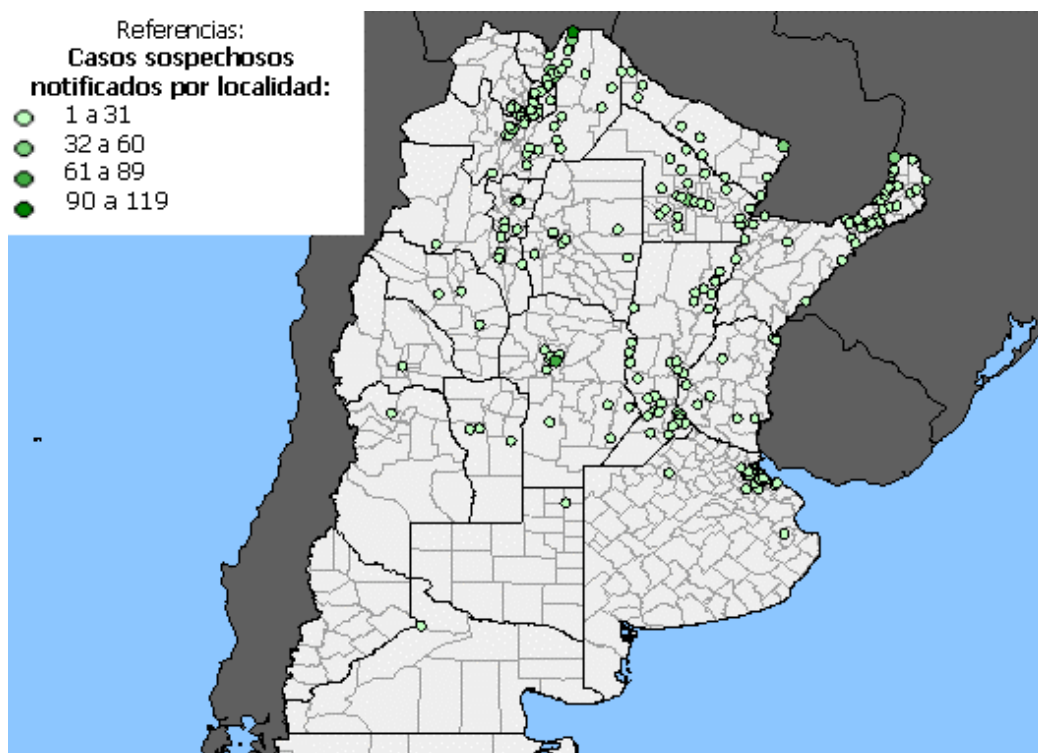 Referencias:
Casos sospechosos
notificados por localidad:
1 a 31
32 a 60
61 a 89
90 a 119